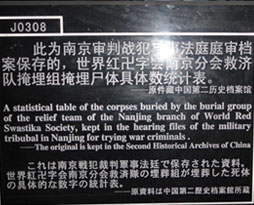 J0308
此为南京审判战犯军事法庭庭审档
案保存的，世界红卍字会南京分会救济
队掩埋组掩埋尸体具体数统计表。
——原件藏中国第二历史档案馆
A statistical table of the corpses buried by the burial group
of the relief team of the Nanjing branch of World Red
Swastika Society, kept in the hearing files of the military
tribubal in Nanjing for trying war criminals .
——The original is kept in the Second Historical Archives of China
これは南京戦犯裁判軍事法廷で保存された資料。
世界紅卍字会南京分会救済隊の埋葬組が埋葬した死体
の具体的な数字の統計表。
——原資料は中国第二歴史档案館所蔵